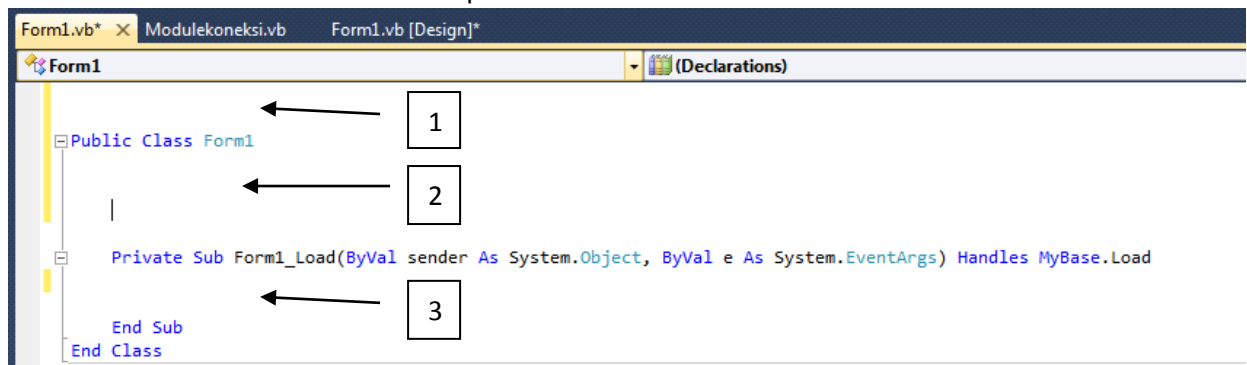 Form1.vb* × Modulekoneksi.vb Form1.vb [Design]*
Form1 (Declarations)
1
Public Class Form1
2
Private Sub Form1_Load(ByVal sender As System.Object, ByVal e As System.EventArgs) Handles MyBase.Load
3
End Sub
End Class